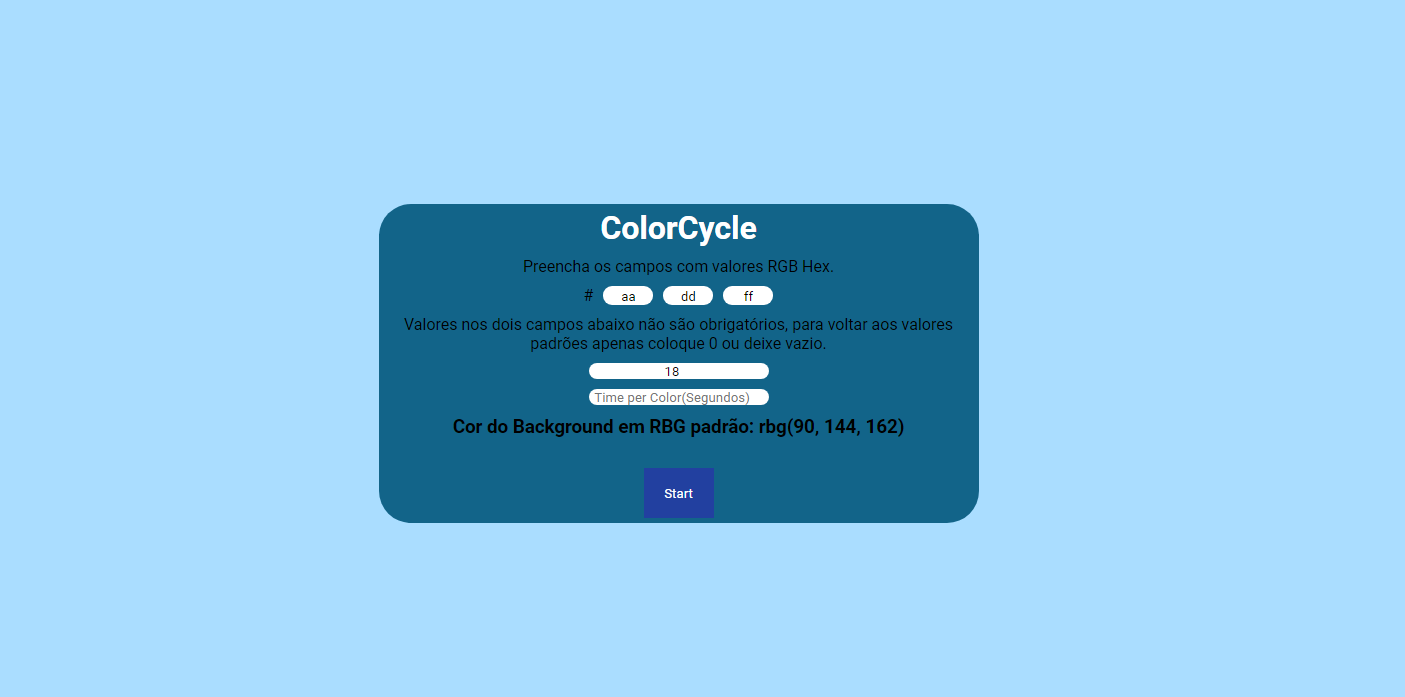 ColorCycle
Preencha os campos com valores RGB Hex.
# aa dd ff
Valores nos dois campos abaixo não são obrigatórios, para voltar aos valores
padrões apenas coloque 0 ou deixe vazio.
18
Time per Color(Segundos)
Cor do Background em RBG padrão: rbg(90, 144, 162)
Start